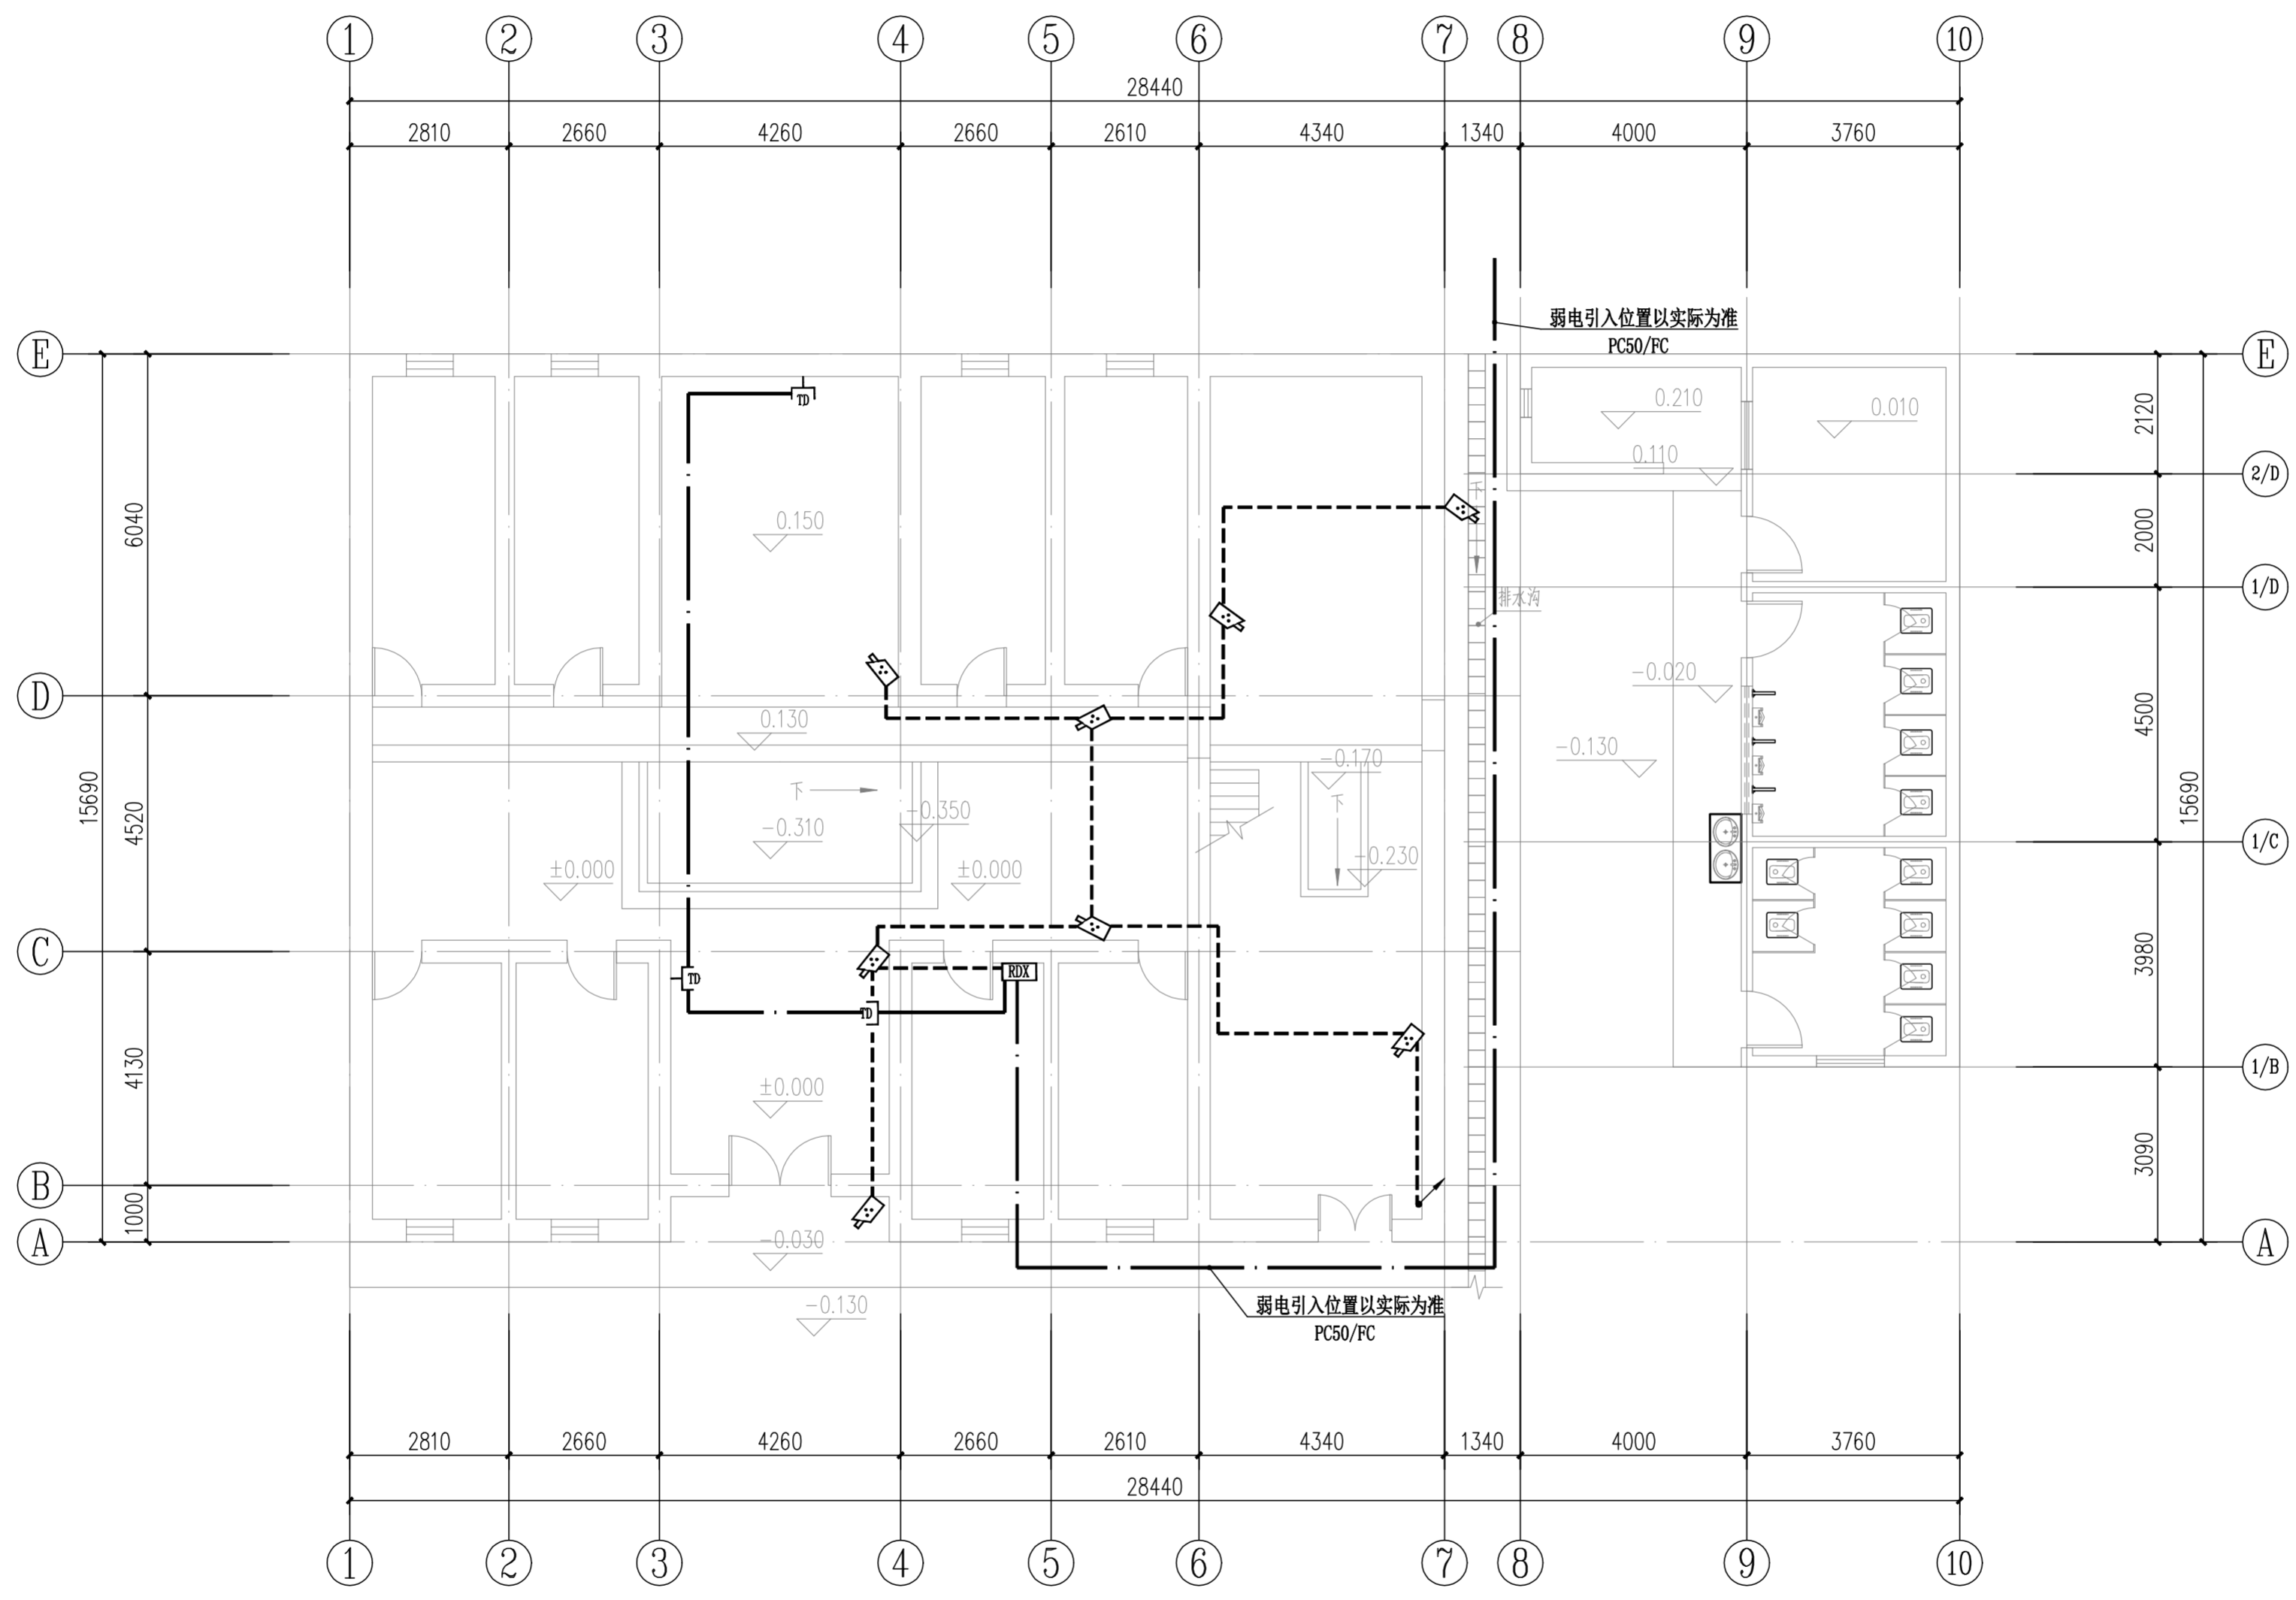 1 2 3 4 5 6 7 8 9 10
28440
2810 2660 4260 2660 2610 4340 1340 4000 3760
弱电引入位置以实际为准
PC50/FC
E E
TD
0.210
0.010
2120
0.110
2/D
下
6040
0.150
2000
1/D
排水沟
-0.020
D
0.130
4500
-0.130
-0.170
15690
4520
下
-0.350
下
-0.310
15690
1/C
±0.000
±0.000
-0.230
C
3980
TD
RDX
TD
4130
±0.000
1/B
3090
B
1000
A
-0.030
A
-0.130
弱电引入位置以实际为准
PC50/FC
2810 2660 4260 2660 2610 4340 1340 4000 3760
28440
1 2 3 4 5 6 7 8 9 10